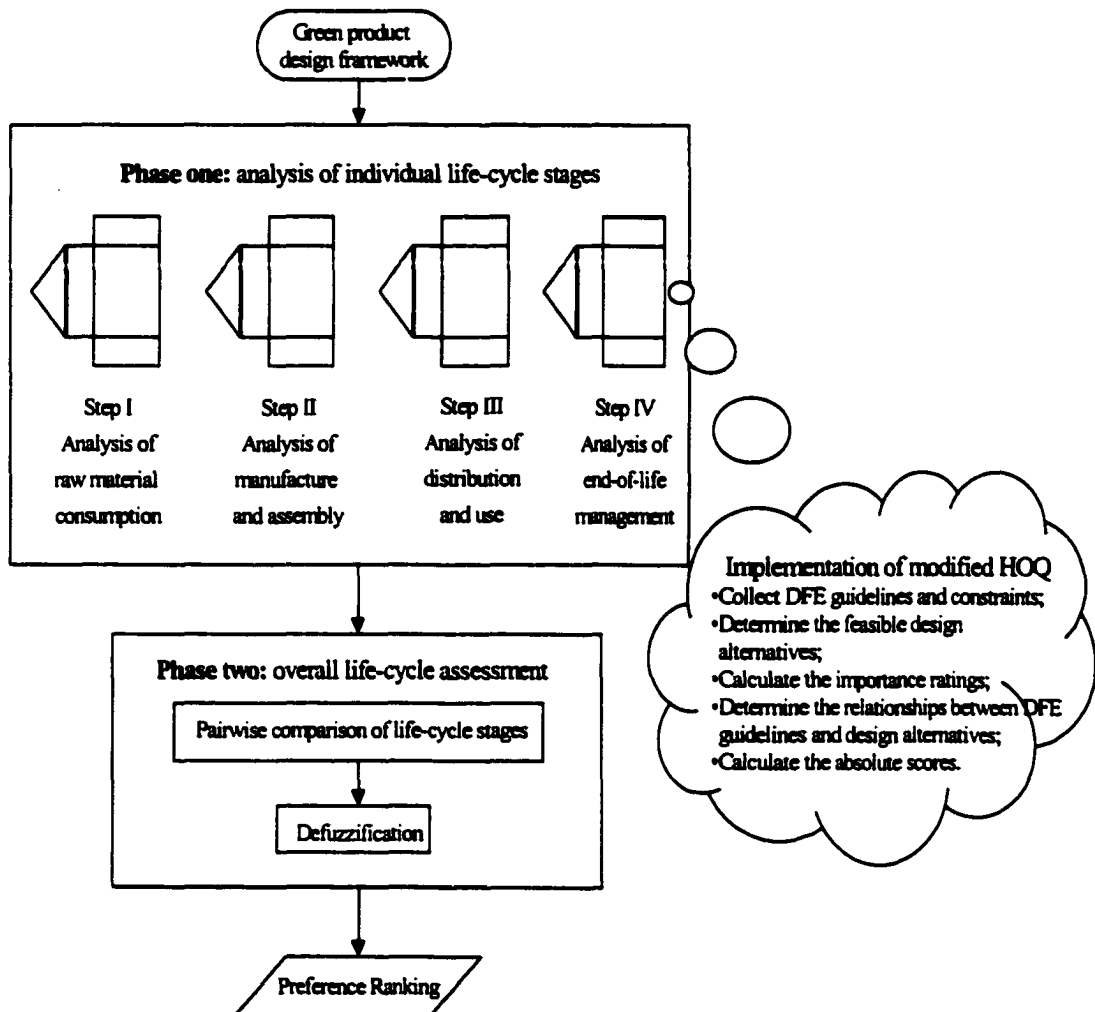 Green product
design framework
Phase one: analysis of individual life-cycle stages
Step I
Analysis of
raw material
consumption
Step II
Analysis of
manufacture
and assembly
Step III
Analysis of
distribution
and use
Step IV
Analysis of
end-of-life
management
Implementation of modified HOQ
•Collect DFE guidelines and constraints;
•Determine the feasible design
alternatives;
•Calculate the importance ratings;
•Determine the relationships between DFE
guidelines and design alternatives;
•Calculate the absolute scores.
Phase two: overall life-cycle assessment
Pairwise comparison of life-cycle stages
Defuzzification
Preference Ranking